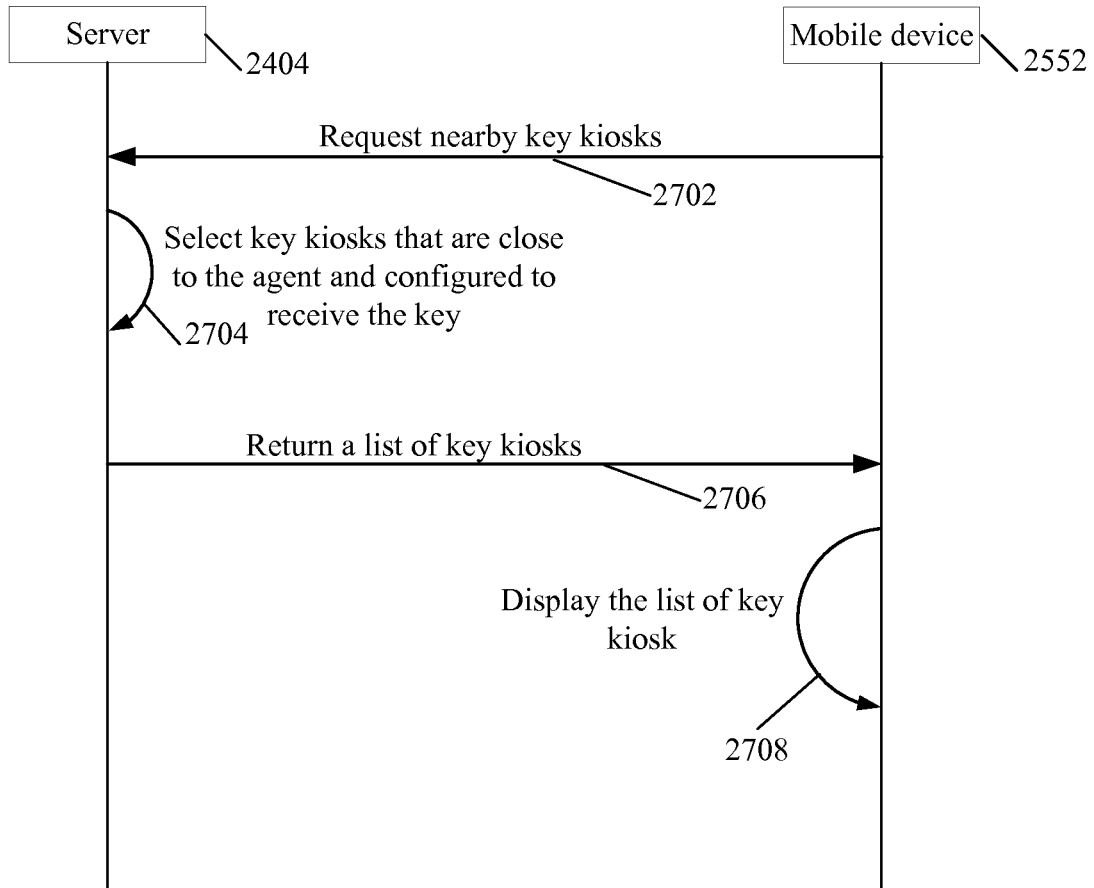 Server
2404
Mobile device
2552
Request nearby key kiosks
2702
Select key kiosks that are close
to the agent and configured to
receive the key
2704
Return a list of key kiosks
2706
Display the list of key
kiosk
2708